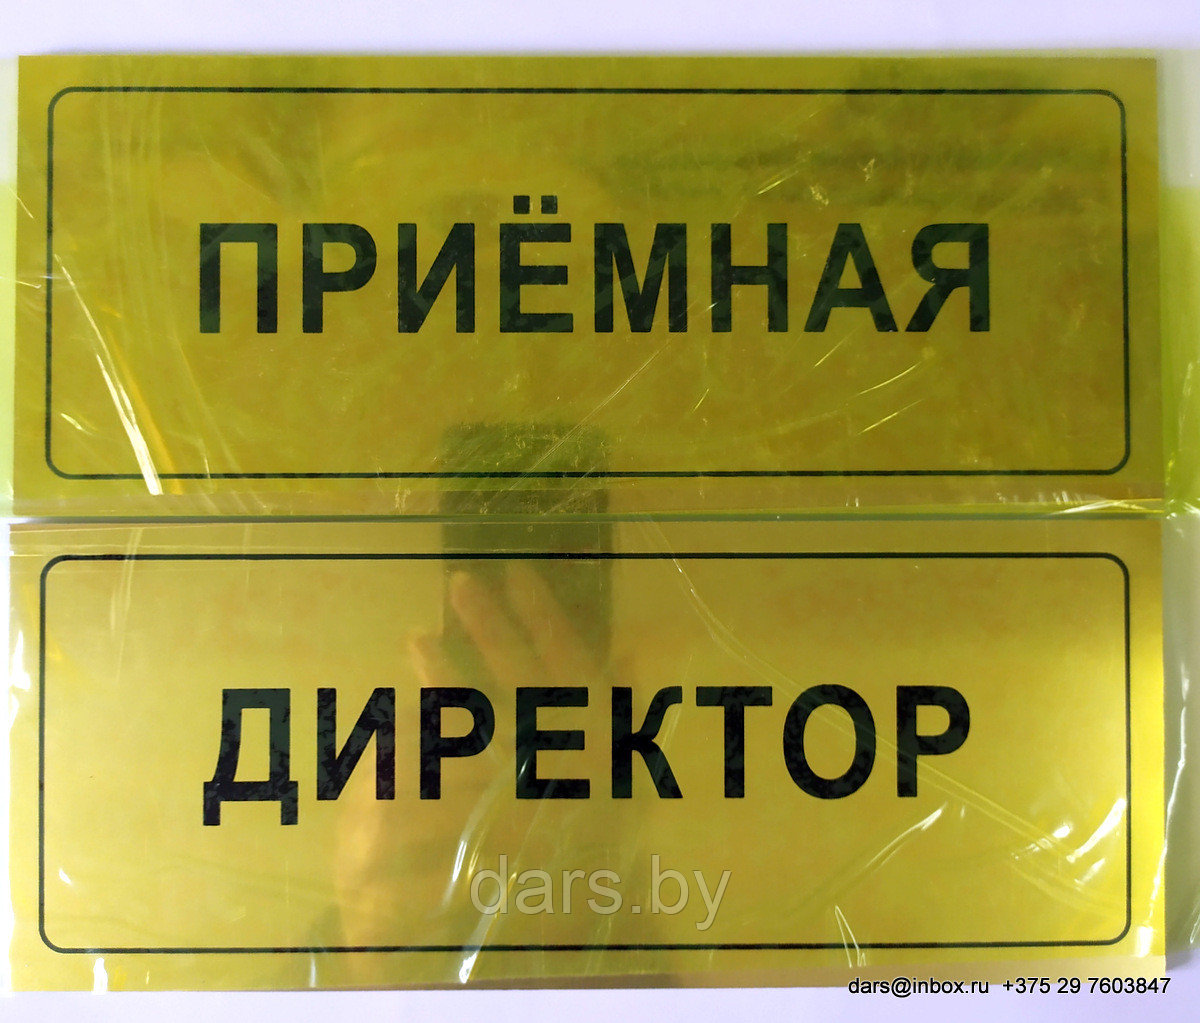 ПРИЁМНАЯ
ДИРЕКТОР
dars.by
dars@inbox.ru +375 29 7603847